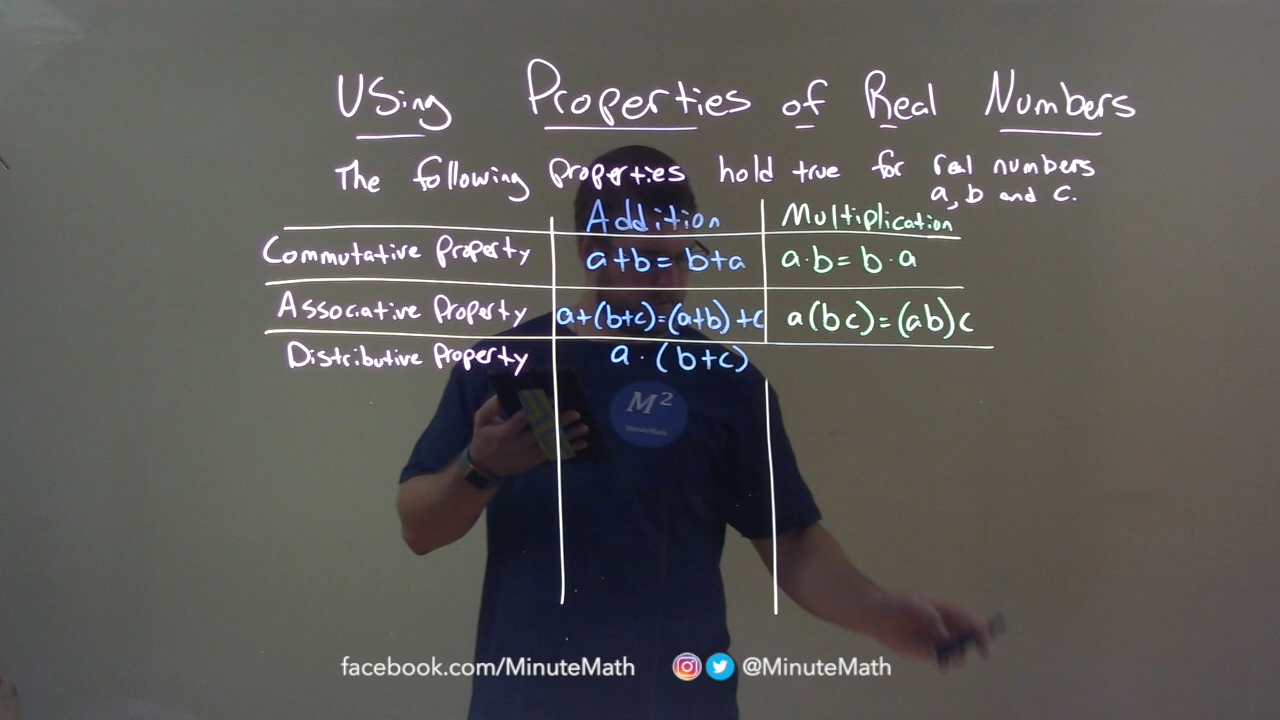 Using Properties of Real Numbers
The following properties hold true for real numbers
a, b and c.
Addition Multiplication
Commutative Property a+b=b+a a·b=b·a
Associative Property a+(b+c)=(a+b)+c a(bc)=(ab)c
Distributive Property a·(b+c)
M²
MinuteMath
facebook.com/MinuteMath @MinuteMath